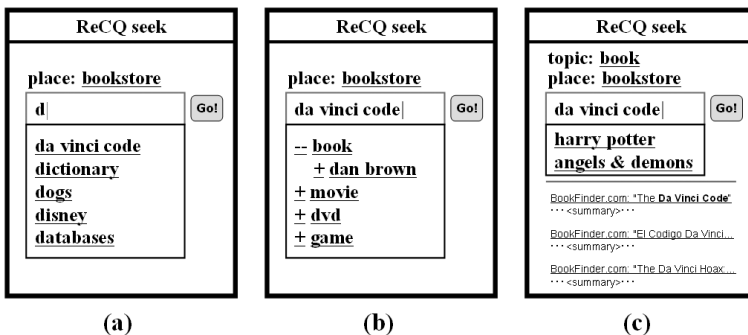 ReCQ seek
place: bookstore
d
Go!
da vinci code
dictionary
dogs
disney
databases
(a)
ReCQ seek
place: bookstore
da vinci code
Go!
-- book
+ dan brown
+ movie
+ dvd
+ game
(b)
ReCQ seek
topic: book
place: bookstore
da vinci code
Go!
harry potter
angels & demons
BookFinder.com: "The Da Vinci Code"
···<summary>···
BookFinder.com: "El Codigo Da Vinci...
···<summary>···
BookFinder.com: "The Da Vinci Hoax:...
···<summary>···
(c)